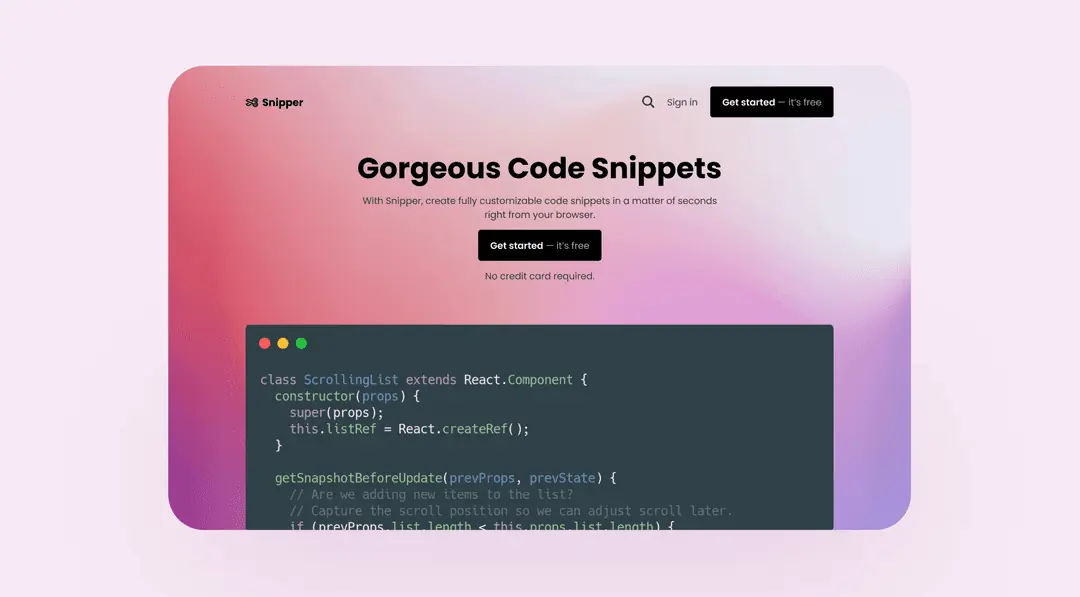 Snipper
Sign in
Get started — it's free
Gorgeous Code Snippets
With Snipper, create fully customizable code snippets in a matter of seconds
right from your browser.
Get started — it's free
No credit card required.
class ScrollingList extends React.Component {
  constructor(props) {
    super(props);
    this.listRef = React.createRef();
  }
  getSnapshotBeforeUpdate(prevProps, prevState) {
    // Are we adding new items to the list?
    // Capture the scroll position so we can adjust scroll later.
    if (prevProps.list.length < this.props.list.length) {